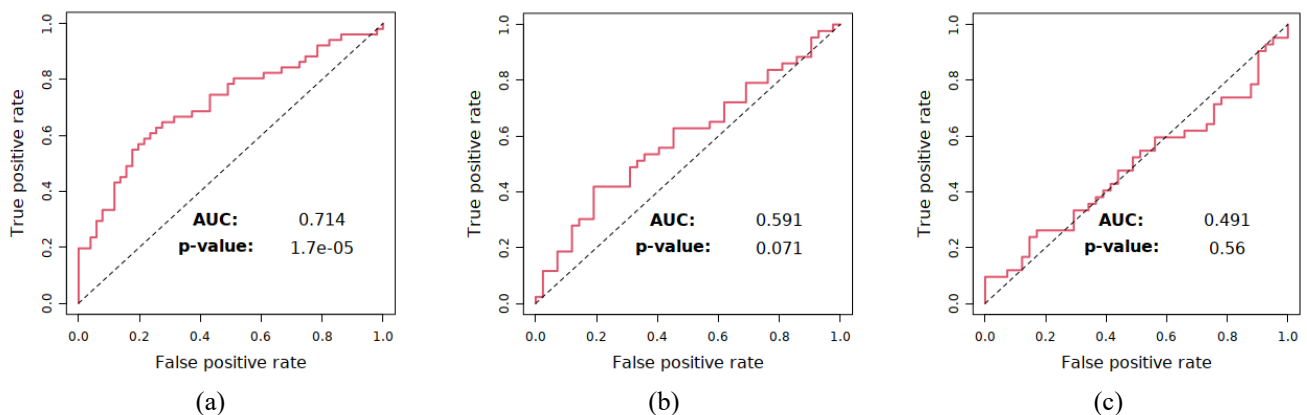 True positive rate
0.0 0.2 0.4 0.6 0.8 1.0
AUC: 0.714
p-value: 1.7e-05
0.0 0.2 0.4 0.6 0.8 1.0
False positive rate
(a)
True positive rate
0.0 0.2 0.4 0.6 0.8 1.0
AUC: 0.591
p-value: 0.071
0.0 0.2 0.4 0.6 0.8 1.0
False positive rate
(b)
True positive rate
0.0 0.2 0.4 0.6 0.8 1.0
AUC: 0.491
p-value: 0.56
0.0 0.2 0.4 0.6 0.8 1.0
False positive rate
(c)